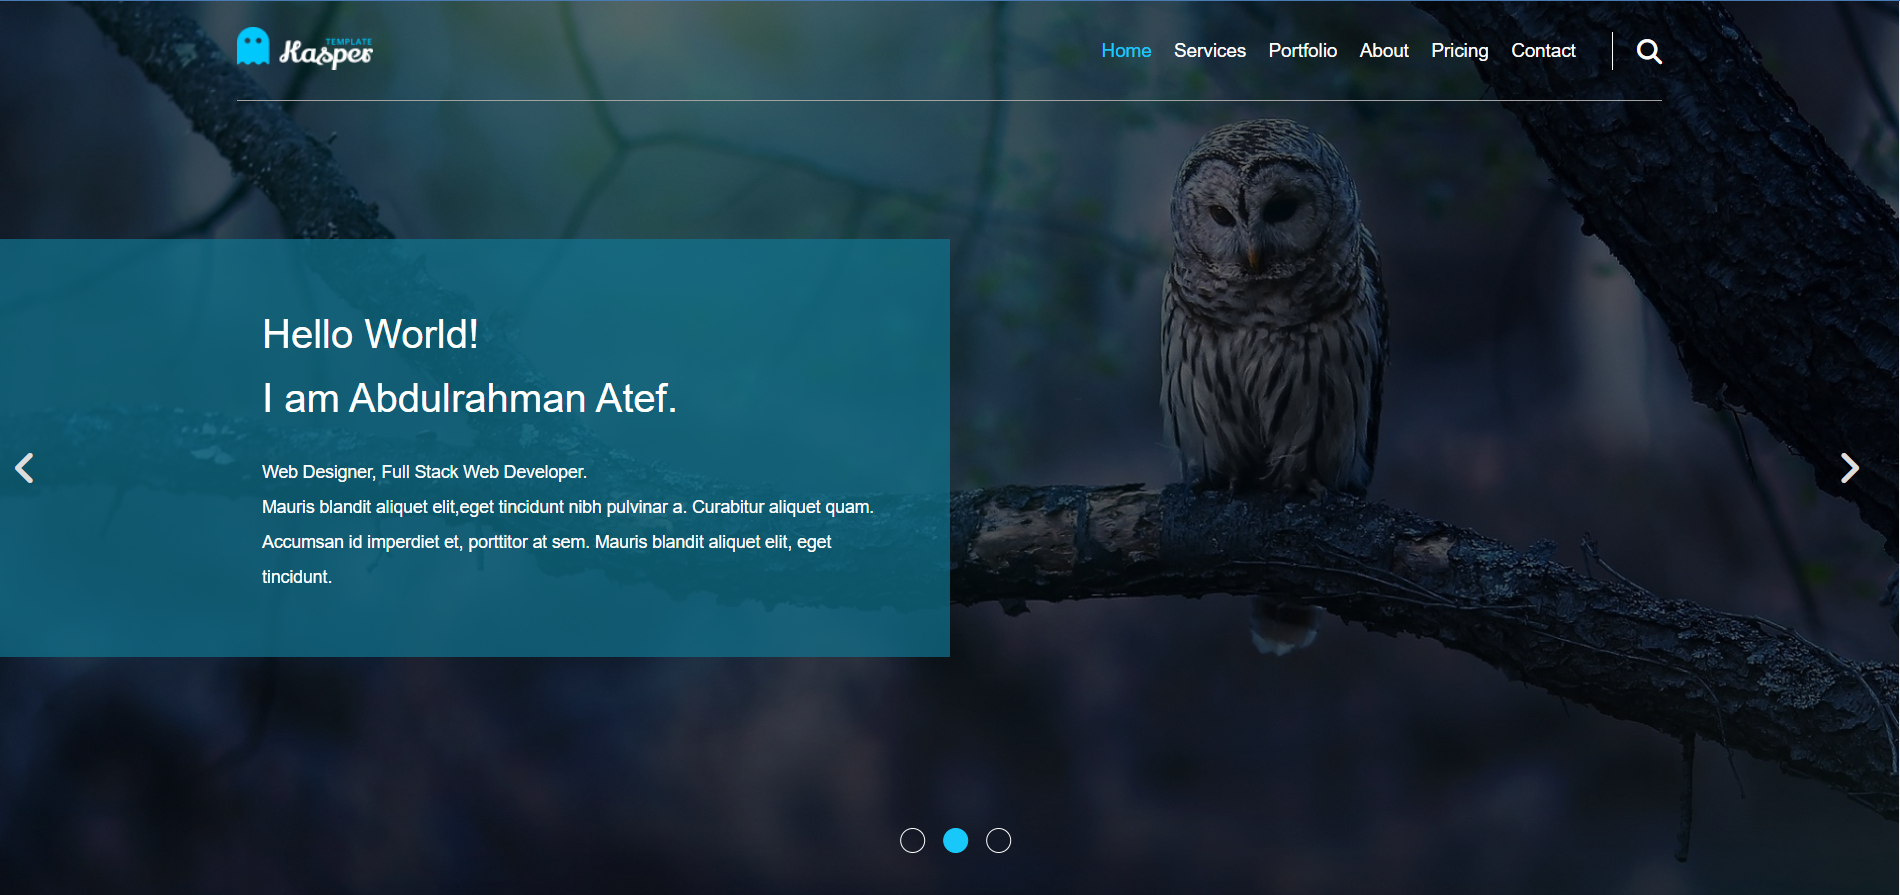 TEMPLATE
Kasper
Home Services Portfolio About Pricing Contact
Hello World!
I am Abdulrahman Atef.
Web Designer, Full Stack Web Developer.
Mauris blandit aliquet elit,eget tincidunt nibh pulvinar a. Curabitur aliquet quam.
Accumsan id imperdiet et, porttitor at sem. Mauris blandit aliquet elit, eget
tincidunt.